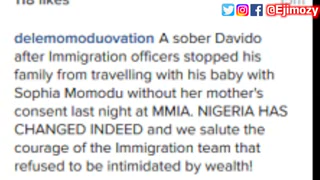 118 likes
@Ejimozy
delemomoduovation A sober Davido
after Immigration officers stopped his
family from travelling with his baby with
Sophia Momodu without her mother's
consent last night at MMIA. NIGERIA HAS
CHANGED INDEED and we salute the
courage of the Immigration team that
refused to be intimidated by wealth!